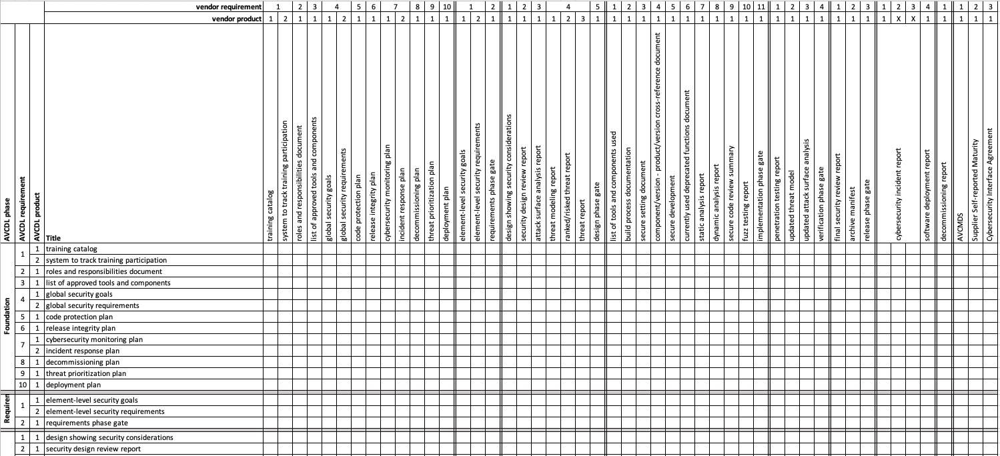 vendor requirement 1 2 3 4 5 6 7 8 9 10 1 2 1 2 3 4 5 1 2 3 4 5 6 7 8 9 10 11 1 2 3 4 1 2 3 1 2 3 4 1 1 2 3
vendor product 1 2 1 1 1 2 1 1 1 2 1 1 1 1 2 1 1 1 1 1 2 3 1 1 1 1 1 1 1 1 1 1 1 1 1 1 1 1 1 1 1 1 X X 1 1 1 1 1
AVCDL phase
AVCDL requirement
AVCDL product
Title
training catalog
system to track training participation
roles and responsibilities document
list of approved tools and components
global security goals
global security requirements
code protection plan
release integrity plan
cybersecurity monitoring plan
incident response plan
decommissioning plan
threat prioritization plan
deployment plan
element-level security goals
element-level security requirements
requirements phase gate
design showing security considerations
security design review report
attack surface analysis report
threat modeling report
ranked/risked threat report
threat report
design phase gate
list of tools and components used
build process documentation
secure setting document
component/version - product/version cross-reference document
secure development
currently used deprecated functions document
static analysis report
dynamic analysis report
secure code review summary
fuzz testing report
implementation phase gate
penetration testing report
updated threat model
updated attack surface analysis
verification phase gate
final security review report
archive manifest
release phase gate
cybersecurity incident report
software deployment report
decommissioning report
AVCMDS
Supplier Self-reported Maturity
Cybersecurity Interface Agreement
Foundation
1 1 training catalog
2 system to track training participation
2 1 roles and responsibilities document
3 1 list of approved tools and components
4 1 global security goals
2 global security requirements
5 1 code protection plan
6 1 release integrity plan
7 1 cybersecurity monitoring plan
2 incident response plan
8 1 decommissioning plan
9 1 threat prioritization plan
10 1 deployment plan
Requiren
1 1 element-level security goals
2 element-level security requirements
2 1 requirements phase gate
1 1 design showing security considerations
2 1 security design review report